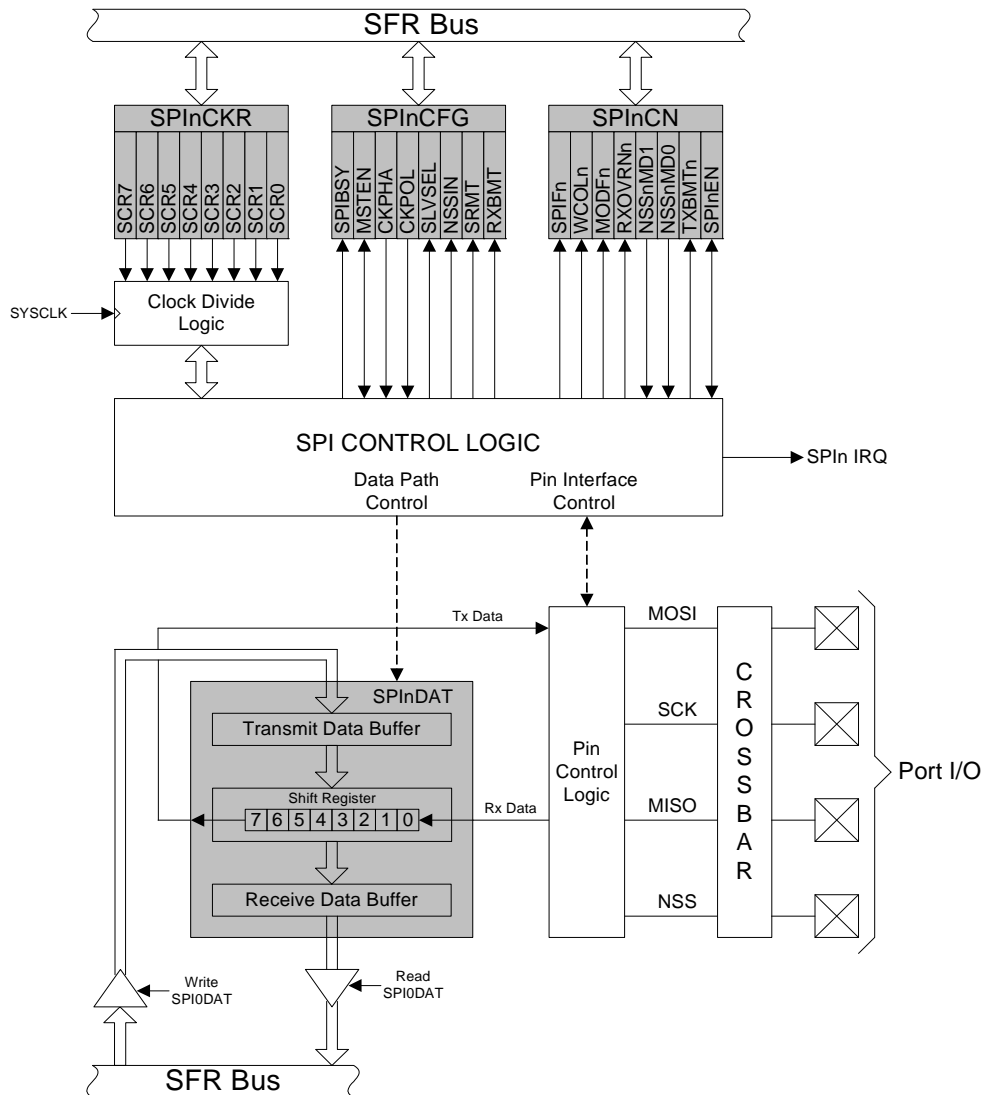 SFR Bus
SPInCKR
SCR7
SCR6
SCR5
SCR4
SCR3
SCR2
SCR1
SCR0
SPInCFG
SPIBSY
MSTEN
CKPHA
CKPOL
SLVSEL
NSSIN
SRMT
RXBMT
SPInCN
SPIFn
WCOLn
MODFn
RXOVRNn
NSSnMD1
NSSnMD0
TXBMTn
SPInEN
SYSCLK
Clock Divide
Logic
SPI CONTROL LOGIC
Data Path
Control
Pin Interface
Control
SPIn IRQ
Tx Data
SPInDAT
Transmit Data Buffer
Shift Register
7 6 5 4 3 2 1 0
Rx Data
Receive Data Buffer
Pin
Control
Logic
MOSI
SCK
MISO
NSS
CROSSBAR
Port I/O
Write
SPI0DAT
Read
SPI0DAT
SFR Bus